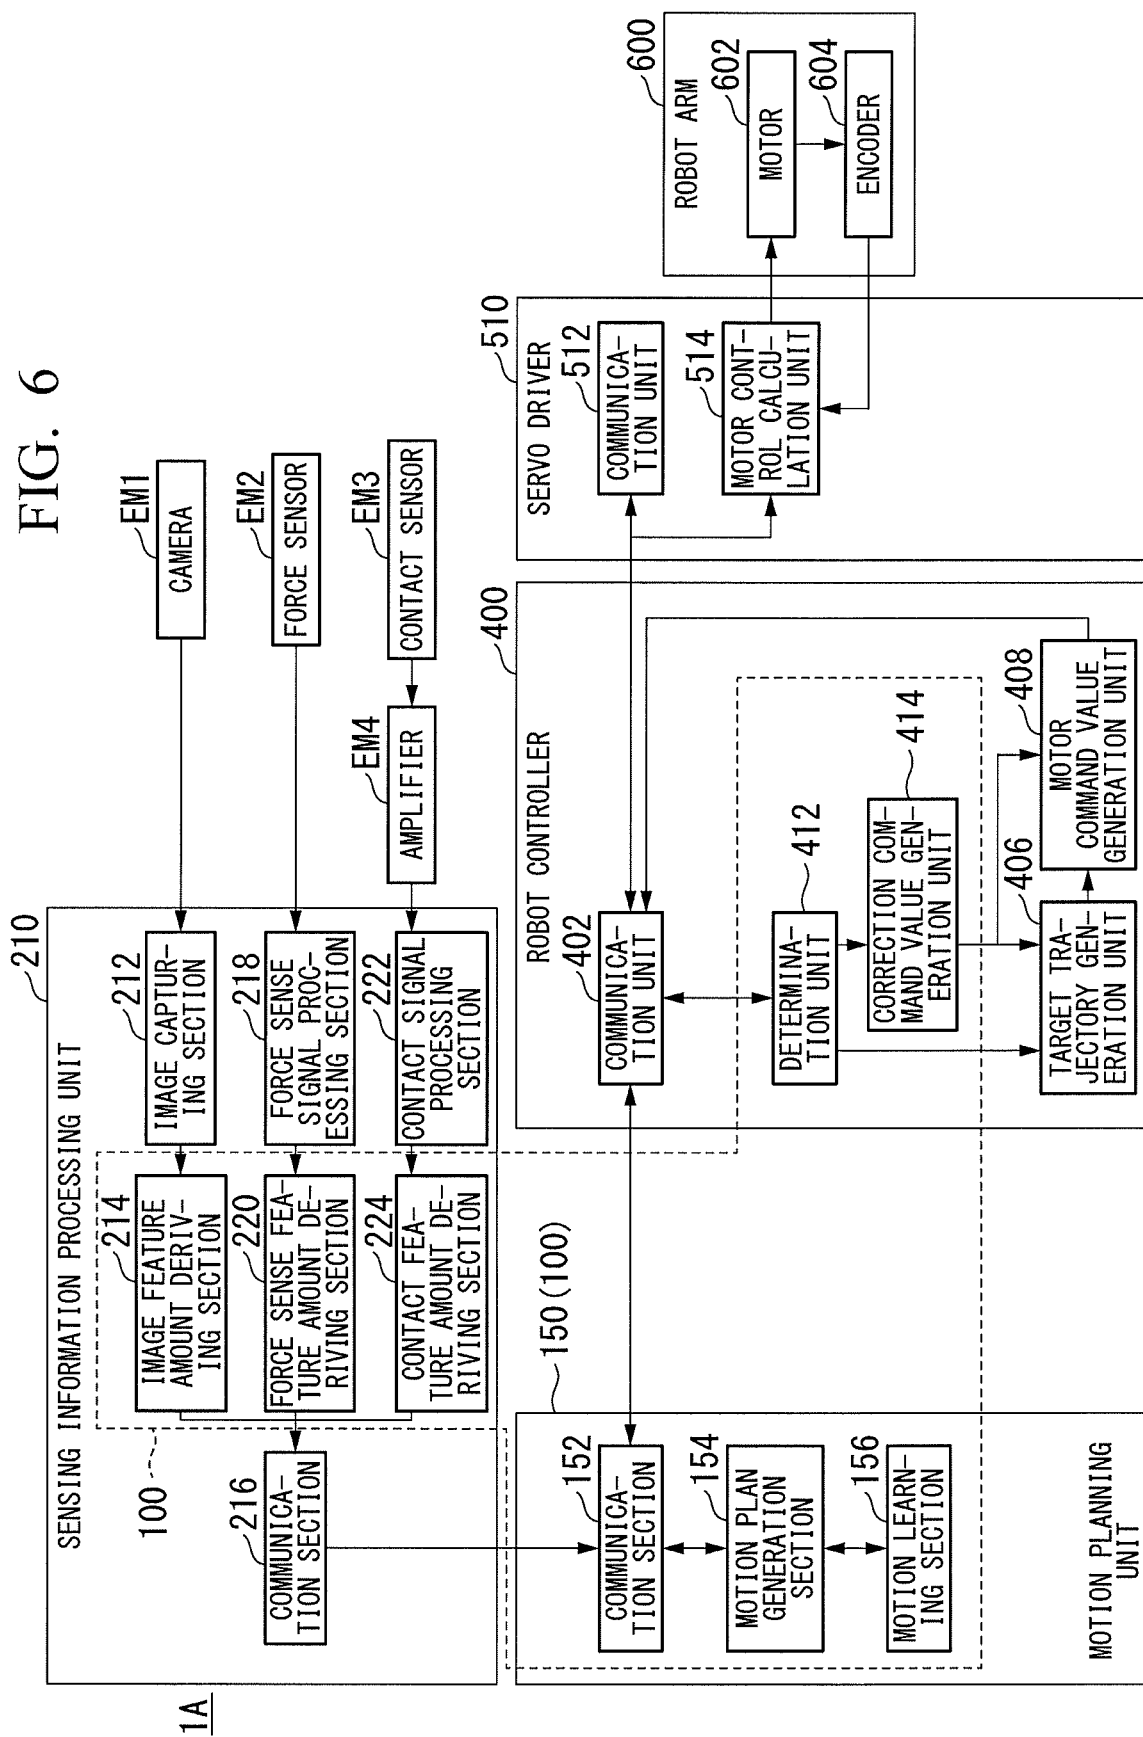 FIG. 6
1A
SENSING INFORMATION PROCESSING UNIT
210
100
COMMUNICA-
TION SECTION
216
IMAGE FEATURE
AMOUNT DERIV-
ING SECTION
214
FORCE SENSE FEA-
TURE AMOUNT DE-
RIVING SECTION
220
CONTACT FEA-
TURE AMOUNT DE-
RIVING SECTION
224
IMAGE CAPTUR-
ING SECTION
212
FORCE SENSE
SIGNAL PROC-
ESSING SECTION
218
CONTACT SIGNAL
PROCESSING
SECTION
222
CAMERA
EM1
FORCE SENSOR
EM2
AMPLIFIER
EM4
CONTACT SENSOR
EM3
150(100)
COMMUNICA-
TION SECTION
152
MOTION PLAN
GENERATION
SECTION
154
MOTION LEARN-
ING SECTION
156
MOTION PLANNING
UNIT
ROBOT CONTROLLER
400
COMMUNICA-
TION UNIT
402
DETERMINA-
TION UNIT
412
CORRECTION COM-
MAND VALUE GEN-
ERATION UNIT
414
TARGET TRA-
JECTORY GEN-
ERATION UNIT
406
MOTOR
COMMAND VALUE
GENERATION UNIT
408
SERVO DRIVER
510
COMMUNICA-
TION UNIT
512
MOTOR CONT-
ROL CALCU-
LATION UNIT
514
ROBOT ARM
600
MOTOR
602
ENCODER
604